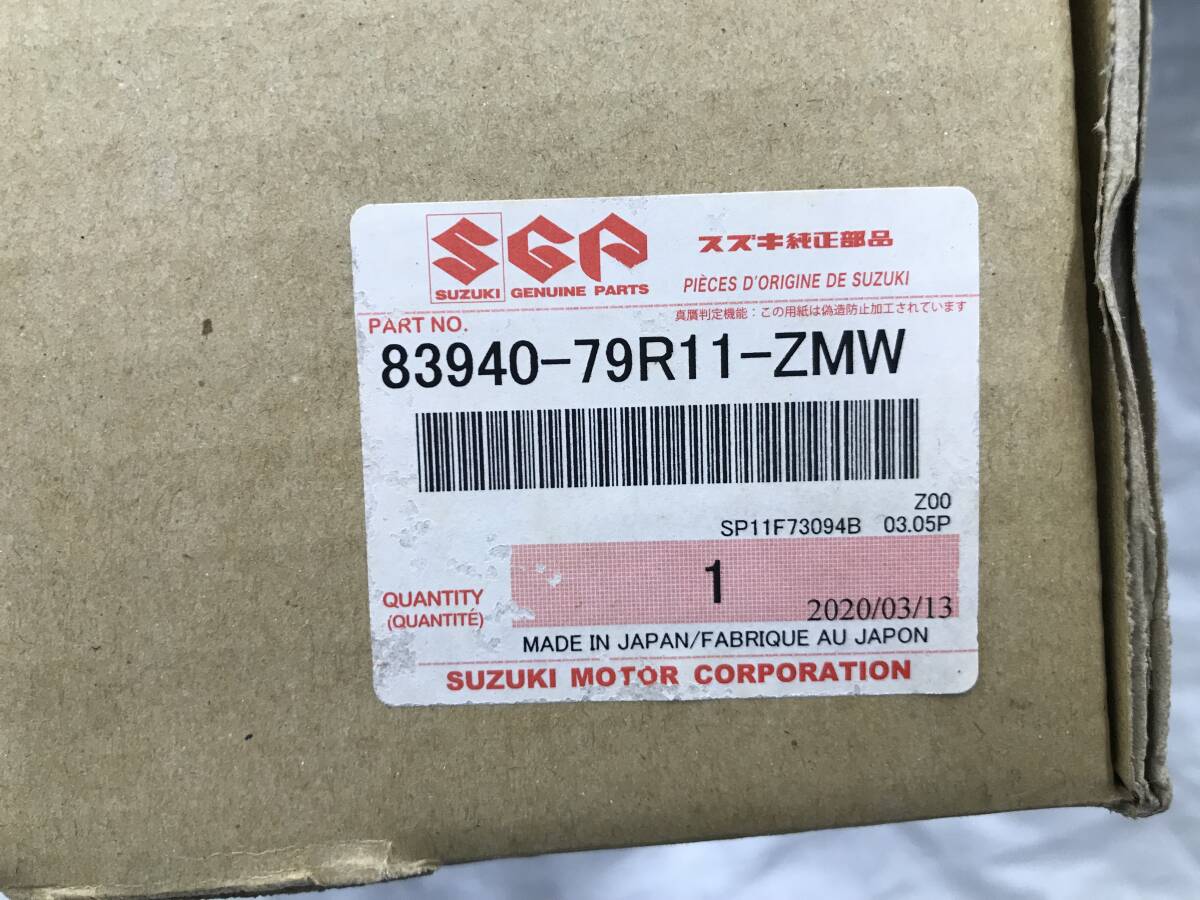 SGP スズキ純正部品
SUZUKI GENUINE PARTS PIÈCES D'ORIGINE DE SUZUKI
真贋判定機能：この用紙は偽造防止加工されています
PART NO.
83940-79R11-ZMW
Z00
SP11F73094B 03.05P
1
QUANTITY
(QUANTITÉ)
2020/03/13
MADE IN JAPAN/FABRIQUE AU JAPON
SUZUKI MOTOR CORPORATION